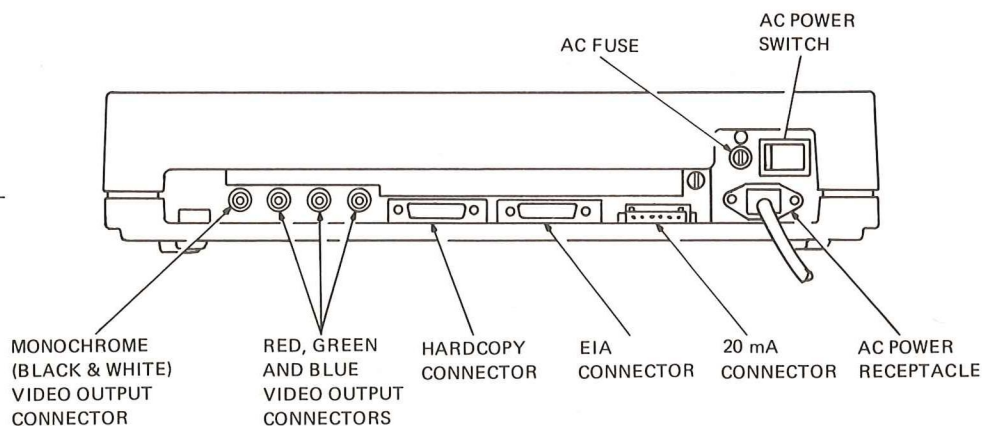 AC POWER
SWITCH
AC FUSE
MONOCHROME
(BLACK & WHITE)
VIDEO OUTPUT
CONNECTOR
RED, GREEN
AND BLUE
VIDEO OUTPUT
CONNECTORS
HARDCOPY
CONNECTOR
EIA
CONNECTOR
20 mA
CONNECTOR
AC POWER
RECEPTACLE